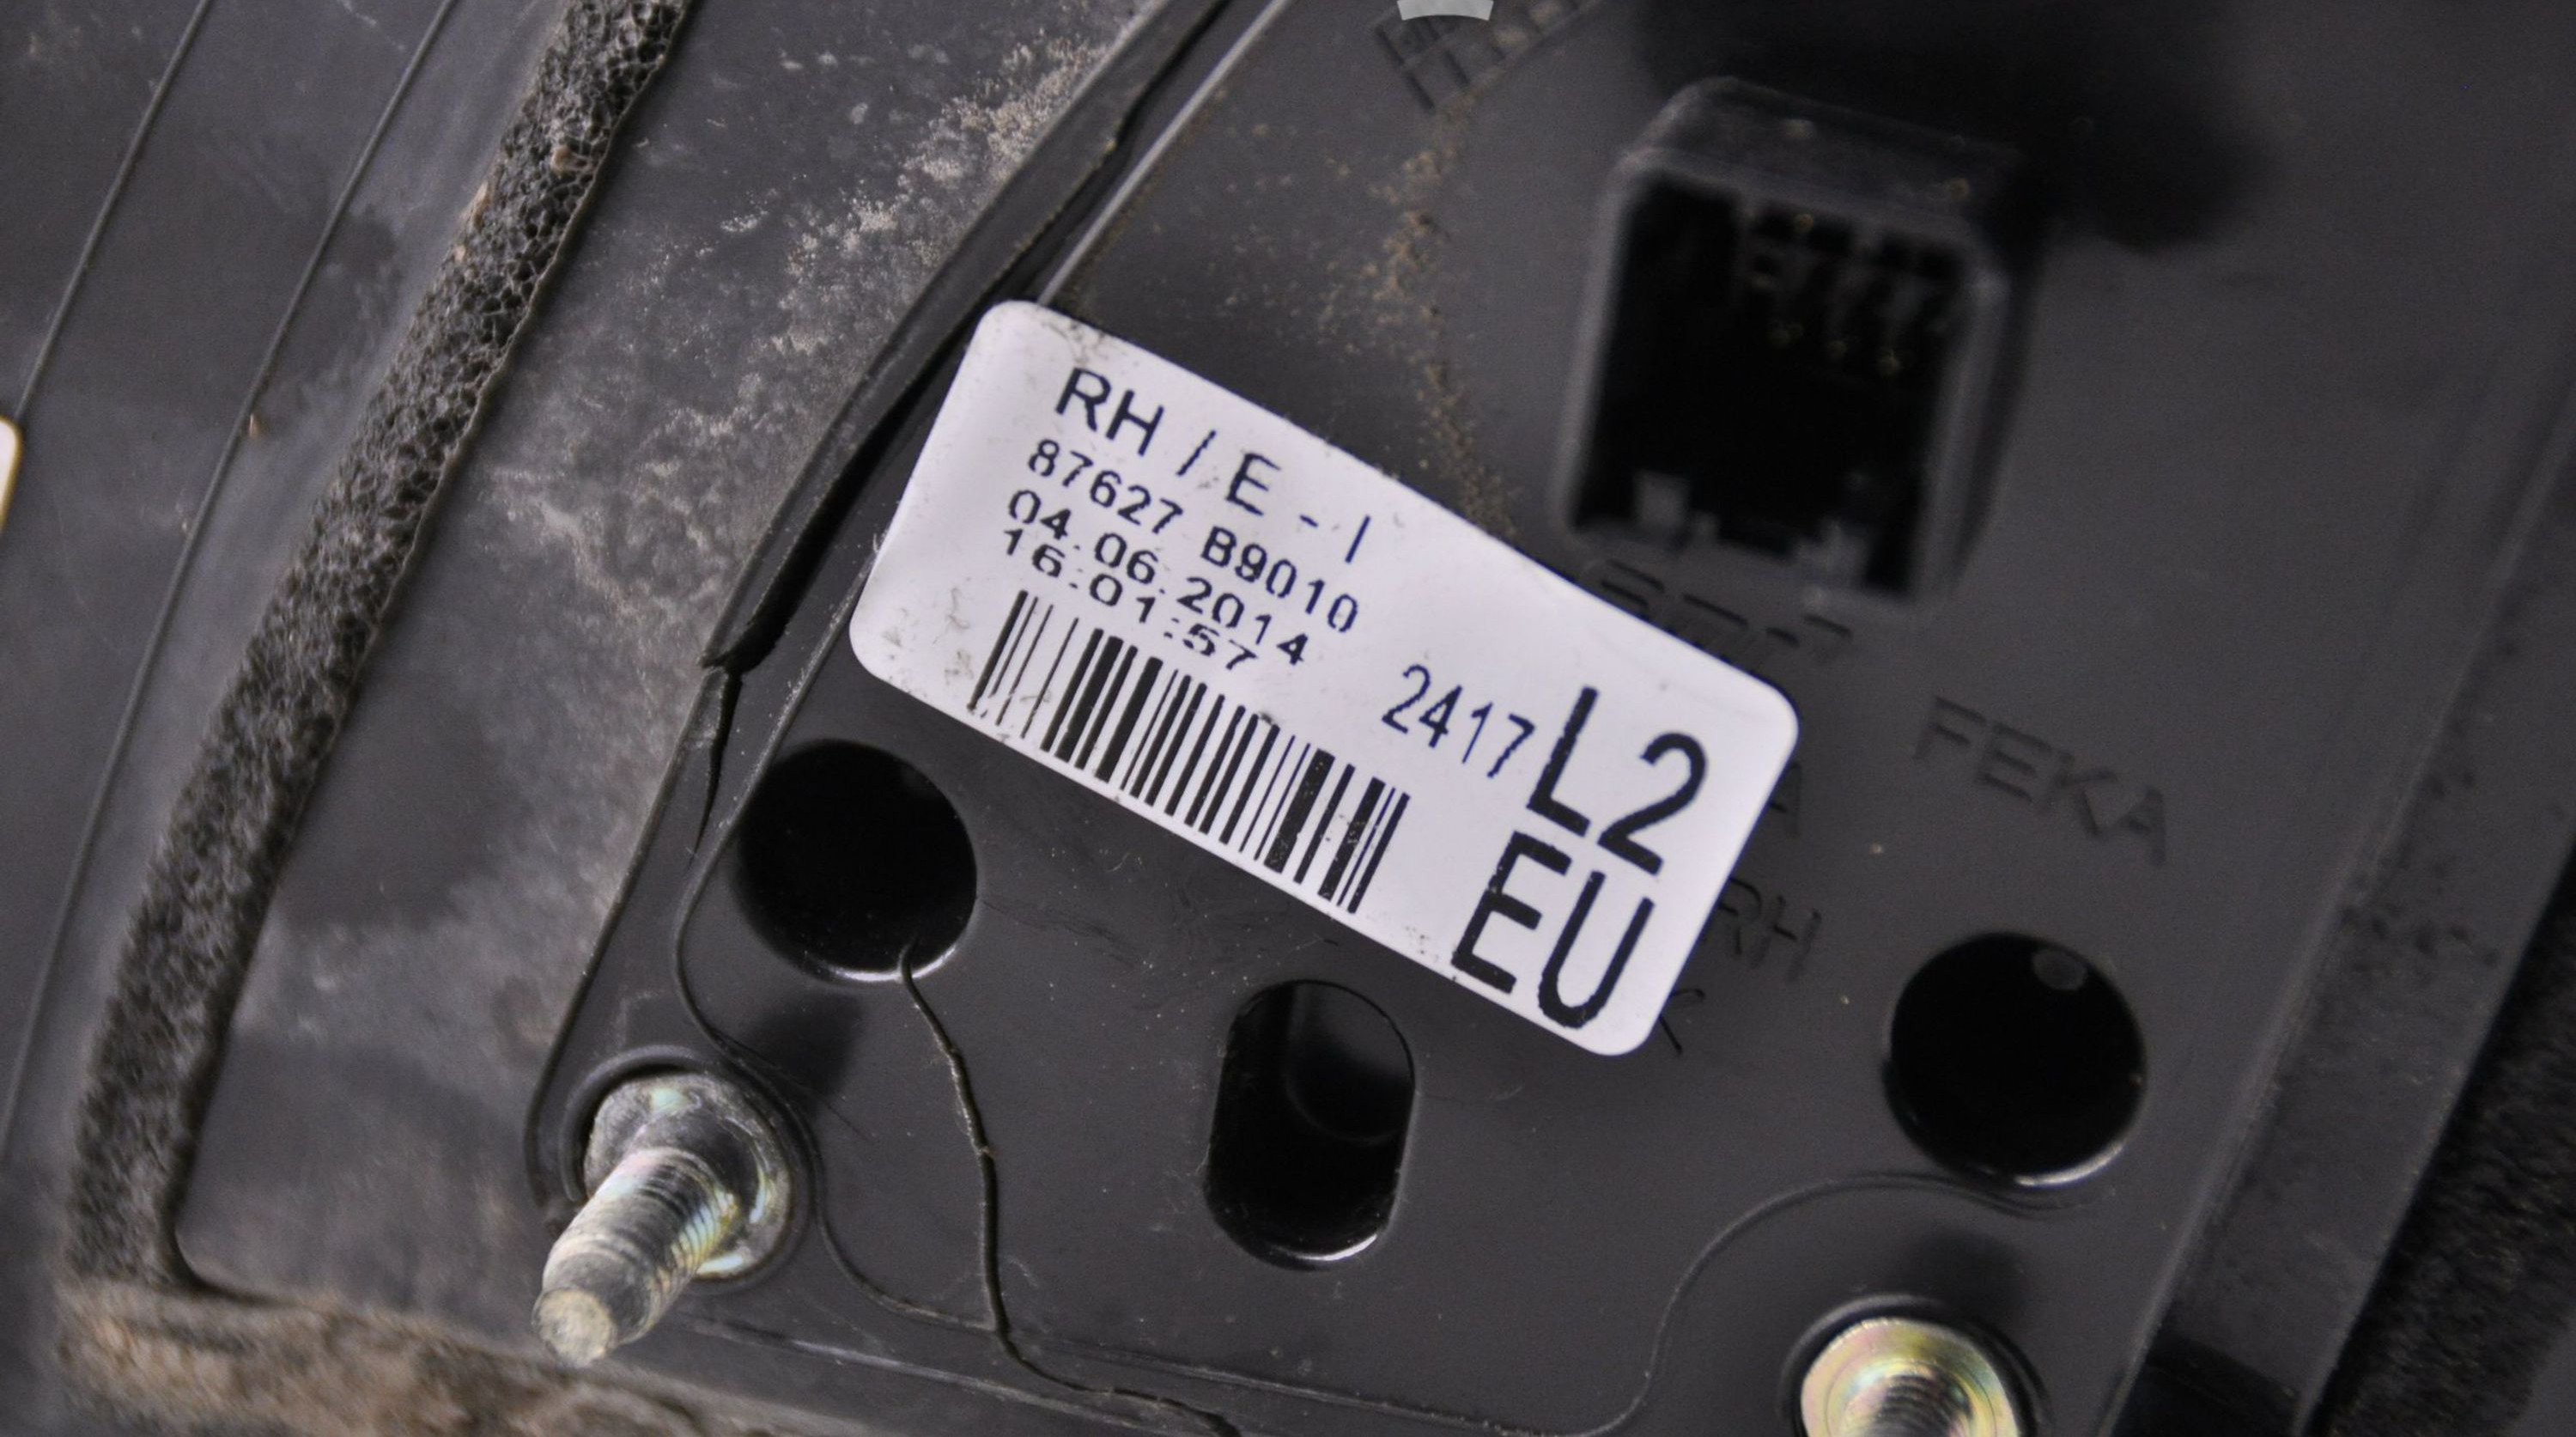 RH / E - I
87627 B9010
04.06.2014
16:01:57
2417
L2
EU
FEKA
RH